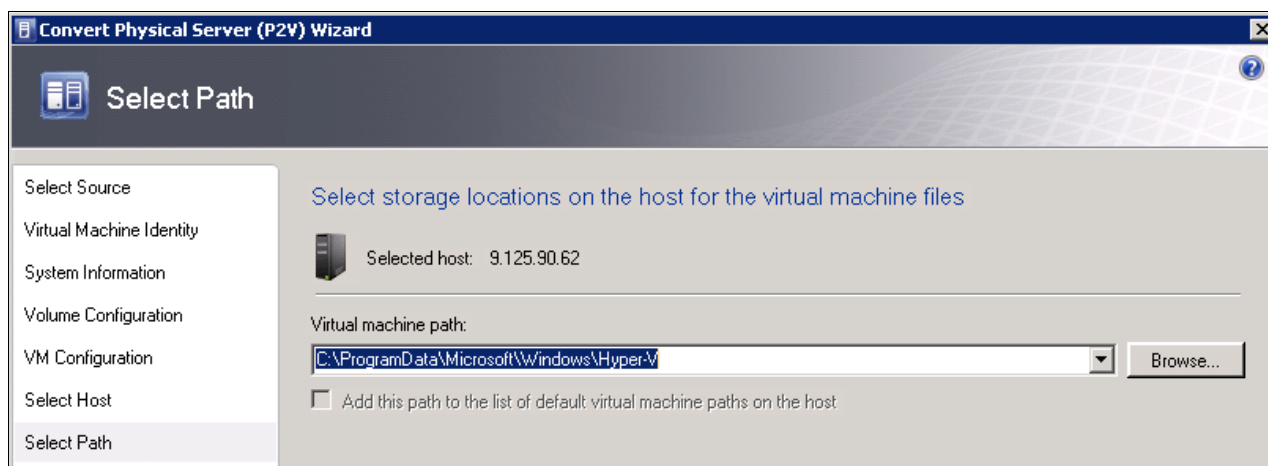 Convert Physical Server (P2V) Wizard
Select Path
Select Source
Virtual Machine Identity
System Information
Volume Configuration
VM Configuration
Select Host
Select Path
Select storage locations on the host for the virtual machine files
Selected host: 9.125.90.62
Virtual machine path:
C:\ProgramData\Microsoft\Windows\Hyper-V
Browse...
Add this path to the list of default virtual machine paths on the host